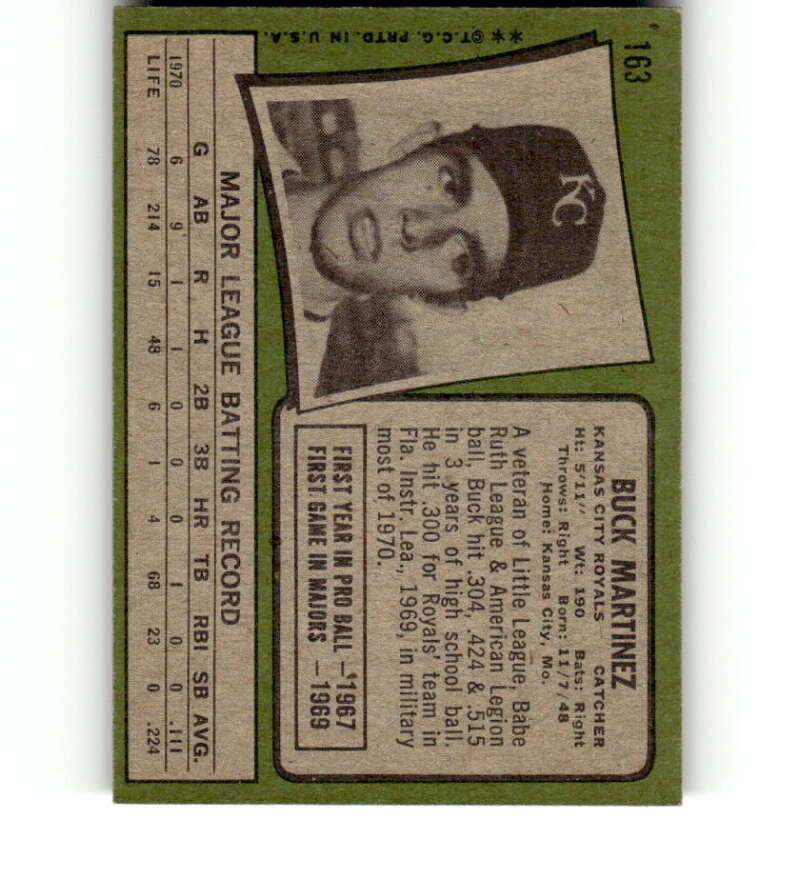 163
**©T.C.G. PRTD. IN U.S.A.
KC
BUCK MARTINEZ
KANSAS CITY ROYALS CATCHER
Ht: 5'11" Wt: 190 Bats: Right
Throws: Right Born: 11/7/48
Home: Kansas City, Mo.
A veteran of Little League, Babe
Ruth League & American Legion
ball, Buck hit .304, .424 & .515
in 3 years of high school ball.
He hit .300 for Royals' team in
Fla. Instr. Lea., 1969, in military
most of 1970.
FIRST YEAR IN PRO BALL — 1967
FIRST GAME IN MAJORS — 1969
MAJOR LEAGUE BATTING RECORD
G AB R H 2B 3B HR TB RBI SB AVG.
1970 6 9 1 1 0 0 0 1 0 0 .111
LIFE 78 214 15 48 6 1 4 68 23 0 .224